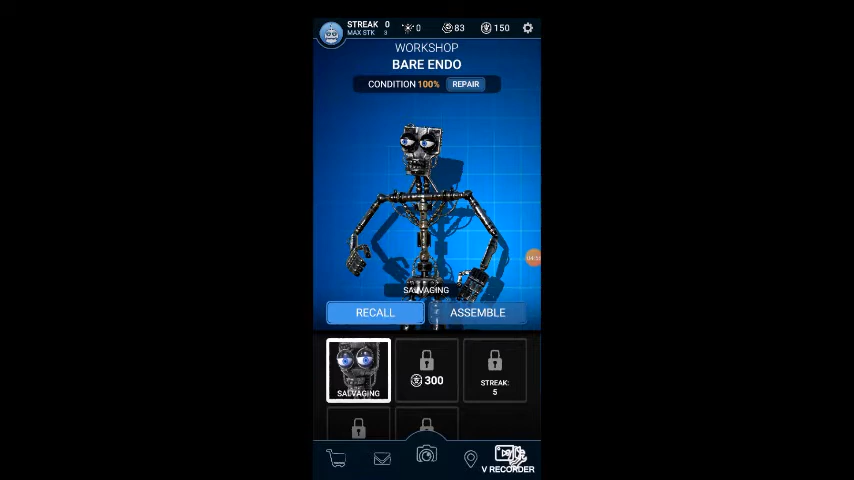 STREAK 0
MAX STK 3
0
83
150
WORKSHOP
BARE ENDO
CONDITION 100%
REPAIR
SALVAGING
RECALL
ASSEMBLE
SALVAGING
300
STREAK:
5
V RECORDER